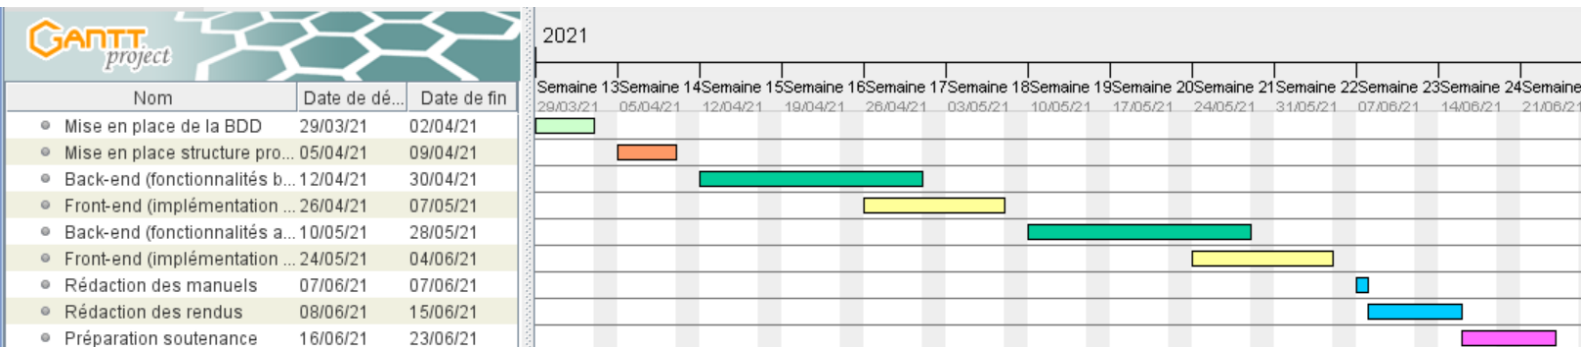 GANTT
project
2021
Semaine 13 Semaine 14 Semaine 15 Semaine 16 Semaine 17 Semaine 18 Semaine 19 Semaine 20 Semaine 21 Semaine 22 Semaine 23 Semaine 24 Semaine
Nom Date de dé... Date de fin
29/03/21 05/04/21 12/04/21 19/04/21 26/04/21 03/05/21 10/05/21 17/05/21 24/05/21 31/05/21 07/06/21 14/06/21 21/06/21
Mise en place de la BDD 29/03/21 02/04/21
Mise en place structure pro... 05/04/21 09/04/21
Back-end (fonctionnalités b... 12/04/21 30/04/21
Front-end (implémentation ... 26/04/21 07/05/21
Back-end (fonctionnalités a... 10/05/21 28/05/21
Front-end (implémentation ... 24/05/21 04/06/21
Rédaction des manuels 07/06/21 07/06/21
Rédaction des rendus 08/06/21 15/06/21
Préparation soutenance 16/06/21 23/06/21